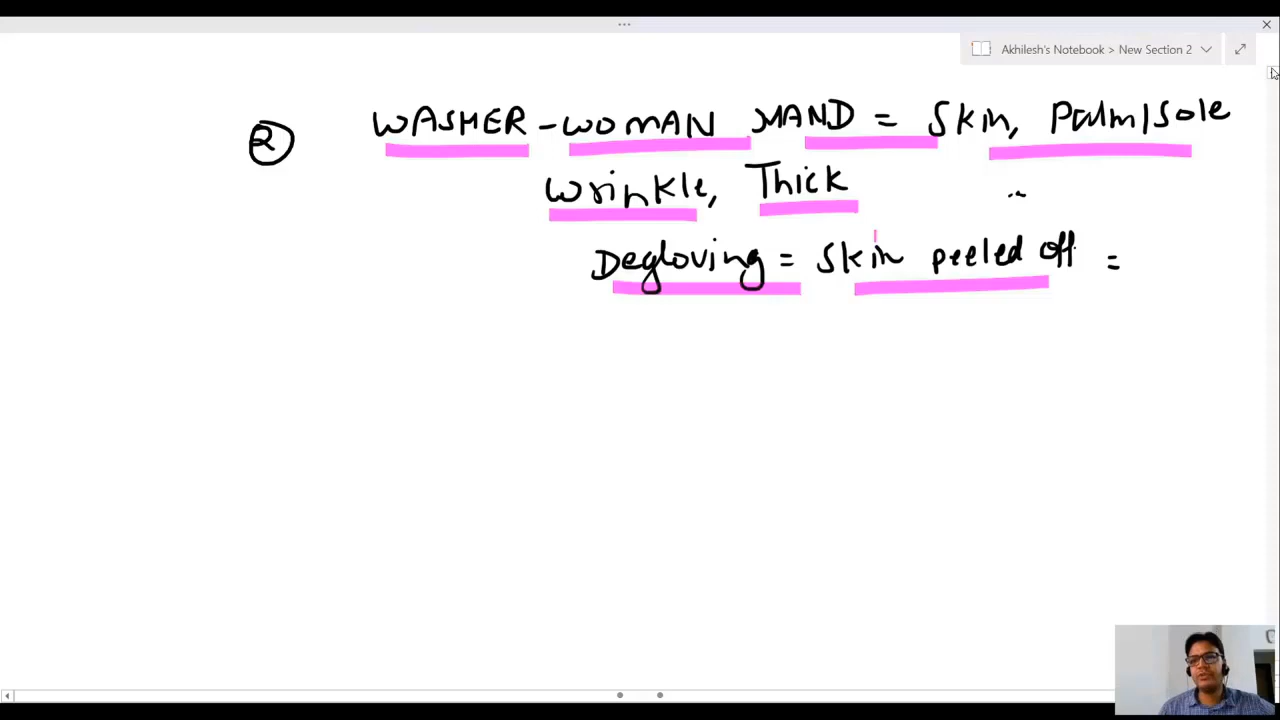 Akhilesh's Notebook > New Section 2
② WASHER-WOMAN HAND = Skin, Palm/Sole
Wrinkle, Thick
Degloving = Skin peeled off =